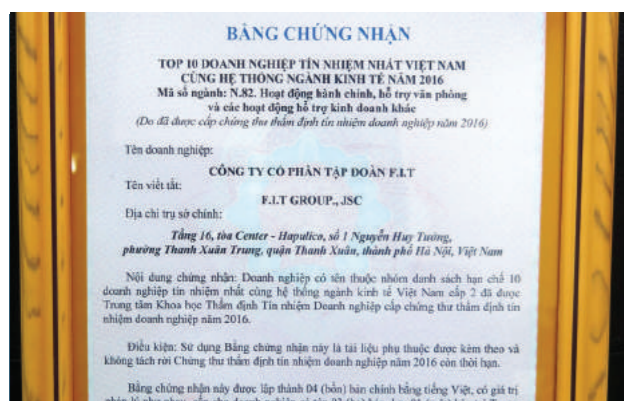 BẢNG CHỨNG NHẬN
TOP 10 DOANH NGHIỆP TÍN NHIỆM NHẤT VIỆT NAM
CÙNG HỆ THỐNG NGÀNH KINH TẾ NĂM 2016
Mã số ngành: N.82. Hoạt động hành chính, hỗ trợ văn phòng
và các hoạt động hỗ trợ kinh doanh khác
(Do đã được cấp chứng thư thẩm định tín nhiệm doanh nghiệp năm 2016)
Tên doanh nghiệp:
CÔNG TY CỔ PHẦN TẬP ĐOÀN F.I.T
Tên viết tắt:
F.I.T GROUP., JSC
Địa chỉ trụ sở chính:
Tầng 16, tòa Center - Hapulico, số 1 Nguyễn Huy Tưởng,
phường Thanh Xuân Trung, quận Thanh Xuân, thành phố Hà Nội, Việt Nam
Nội dung chứng nhận: Doanh nghiệp có tên thuộc nhóm danh sách hạn chế 10
doanh nghiệp tín nhiệm nhất cùng hệ thống ngành kinh tế Việt Nam cấp 2 đã được
Trung tâm Khoa học Thẩm định Tín nhiệm Doanh nghiệp cấp chứng thư thẩm định tín
nhiệm doanh nghiệp năm 2016.
Điều kiện: Sử dụng Bảng chứng nhận này là tài liệu phụ thuộc được kèm theo và
không tách rời Chứng thư thẩm định tín nhiệm doanh nghiệp năm 2016 còn thời hạn.
Bảng chứng nhận này được lập thành 04 (bốn) bản chính bằng tiếng Việt, có giá trị